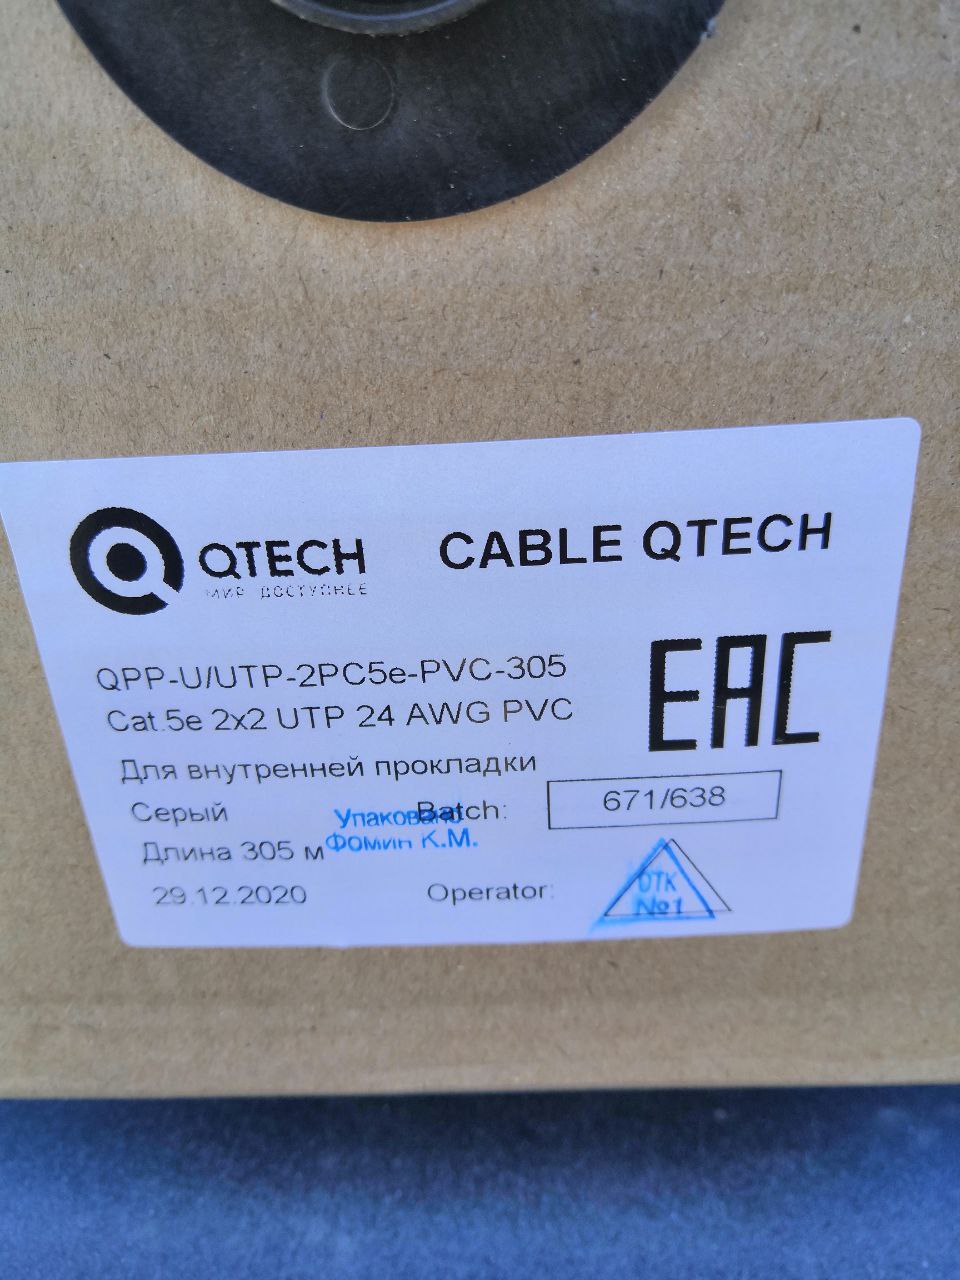 QTECH
МИР ДОСТУПНЕЕ
CABLE QTECH
QPP-U/UTP-2PC5e-PVC-305
Cat.5e 2x2 UTP 24 AWG PVC
EAC
Для внутренней прокладки
Серый
Упаковано
Batch:
671/638
Длина 305 м
Фомин К.М.
29.12.2020
Operator:
ОТК
№1